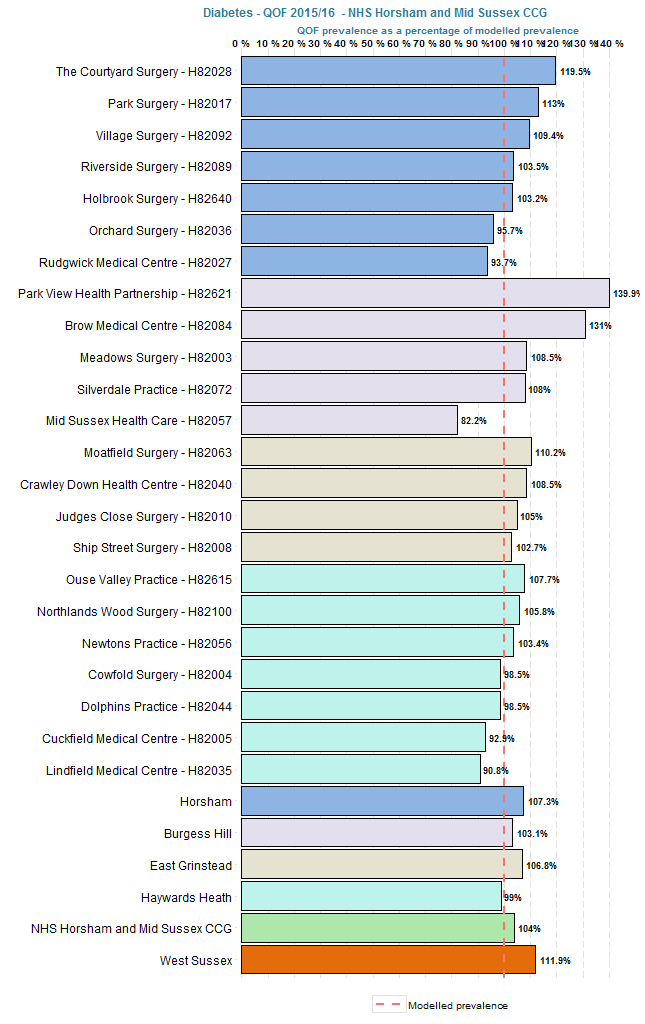 Diabetes - QOF 2015/16 - NHS Horsham and Mid Sussex CCG
QOF prevalence as a percentage of modelled prevalence
0 % 10 % 20 % 30 % 40 % 50 % 60 % 70 % 80 % 90 % 100 % 110 % 120 % 130 % 140 %
The Courtyard Surgery - H82028 119.5%
Park Surgery - H82017 113%
Village Surgery - H82092 109.4%
Riverside Surgery - H82089 103.5%
Holbrook Surgery - H82640 103.2%
Orchard Surgery - H82036 95.7%
Rudgwick Medical Centre - H82027 93.7%
Park View Health Partnership - H82621 139.9%
Brow Medical Centre - H82084 131%
Meadows Surgery - H82003 108.5%
Silverdale Practice - H82072 108%
Mid Sussex Health Care - H82057 82.2%
Moatfield Surgery - H82063 110.2%
Crawley Down Health Centre - H82040 108.5%
Judges Close Surgery - H82010 105%
Ship Street Surgery - H82008 102.7%
Ouse Valley Practice - H82615 107.7%
Northlands Wood Surgery - H82100 105.8%
Newtons Practice - H82056 103.4%
Cowfold Surgery - H82004 98.5%
Dolphins Practice - H82044 98.5%
Cuckfield Medical Centre - H82005 92.9%
Lindfield Medical Centre - H82035 90.8%
Horsham 107.3%
Burgess Hill 103.1%
East Grinstead 106.8%
Haywards Heath 99%
NHS Horsham and Mid Sussex CCG 104%
West Sussex 111.9%
Modelled prevalence